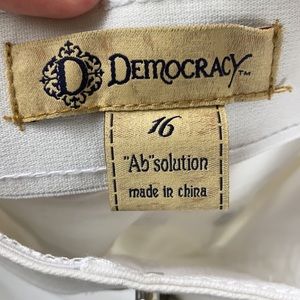 D DEMOCRACY™
16
"Ab"solution
made in china